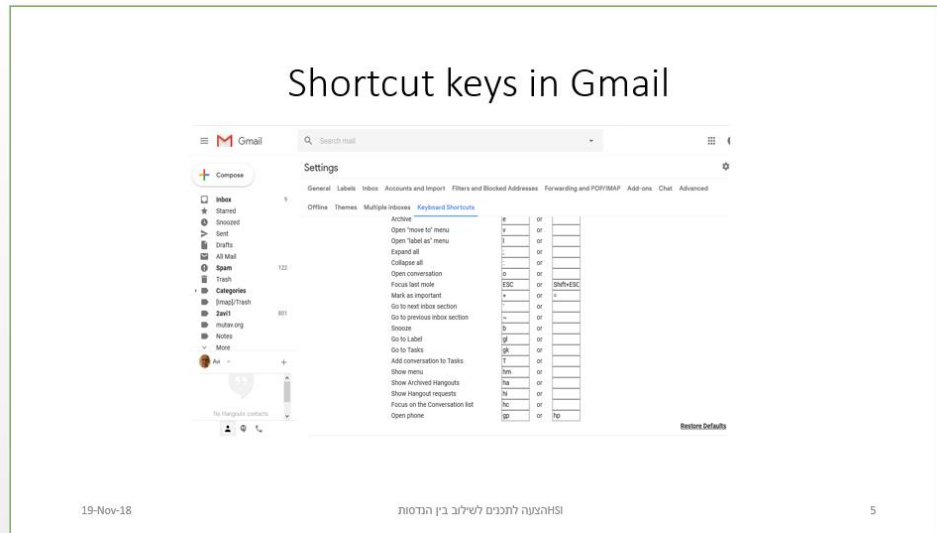 Shortcut keys in Gmail
Gmail
Search mail
Compose
Inbox 9
Starred
Snoozed
Sent
Drafts
All Mail
Spam 122
Trash
Categories
[Imap]/Trash
2avi1 801
mutav.org
Notes
More
Avi
No Hangouts contacts
Settings
General Labels Inbox Accounts and Import Filters and Blocked Addresses Forwarding and POP/IMAP Add-ons Chat Advanced
Offline Themes Multiple Inboxes Keyboard Shortcuts
Archive e or
Open "move to" menu v or
Open "label as" menu l or
Expand all ; or
Collapse all : or
Open conversation o or
Focus last mole ESC or Shift+ESC
Mark as important + or =
Go to next inbox section ` or
Go to previous inbox section ~ or
Snooze b or
Go to Label gl or
Go to Tasks gk or
Add conversation to Tasks T or
Show menu hm or
Show Archived Hangouts ha or
Show Hangout requests hi or
Focus on the Conversation list hc or
Open phone gp or hp
Restore Defaults
19-Nov-18
הצעה לתכנים לשילוב בין הנדסותHSI
5